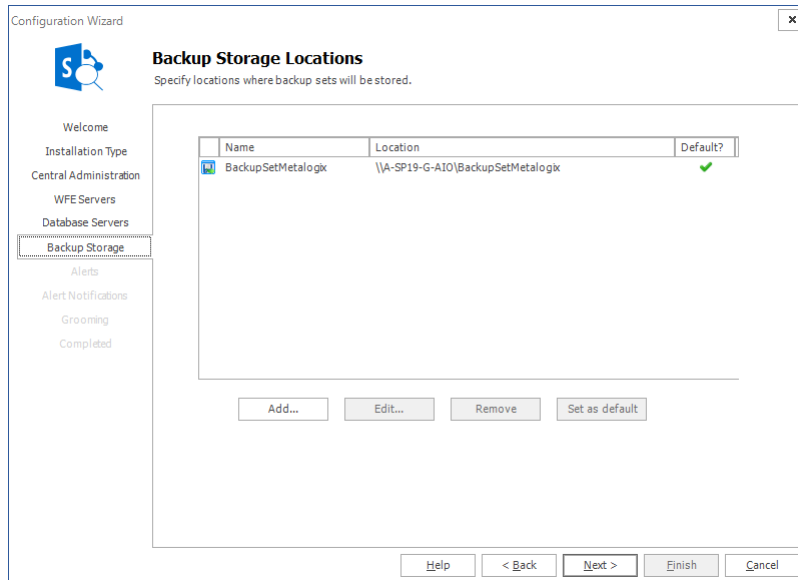 Configuration Wizard
Backup Storage Locations
Specify locations where backup sets will be stored.
Welcome
Installation Type
Central Administration
WFE Servers
Database Servers
Backup Storage
Alerts
Alert Notifications
Grooming
Completed
Name Location Default?
BackupSetMetalogix \\A-SP19-G-AIO\BackupSetMetalogix
Add... Edit... Remove Set as default
Help < Back Next > Finish Cancel